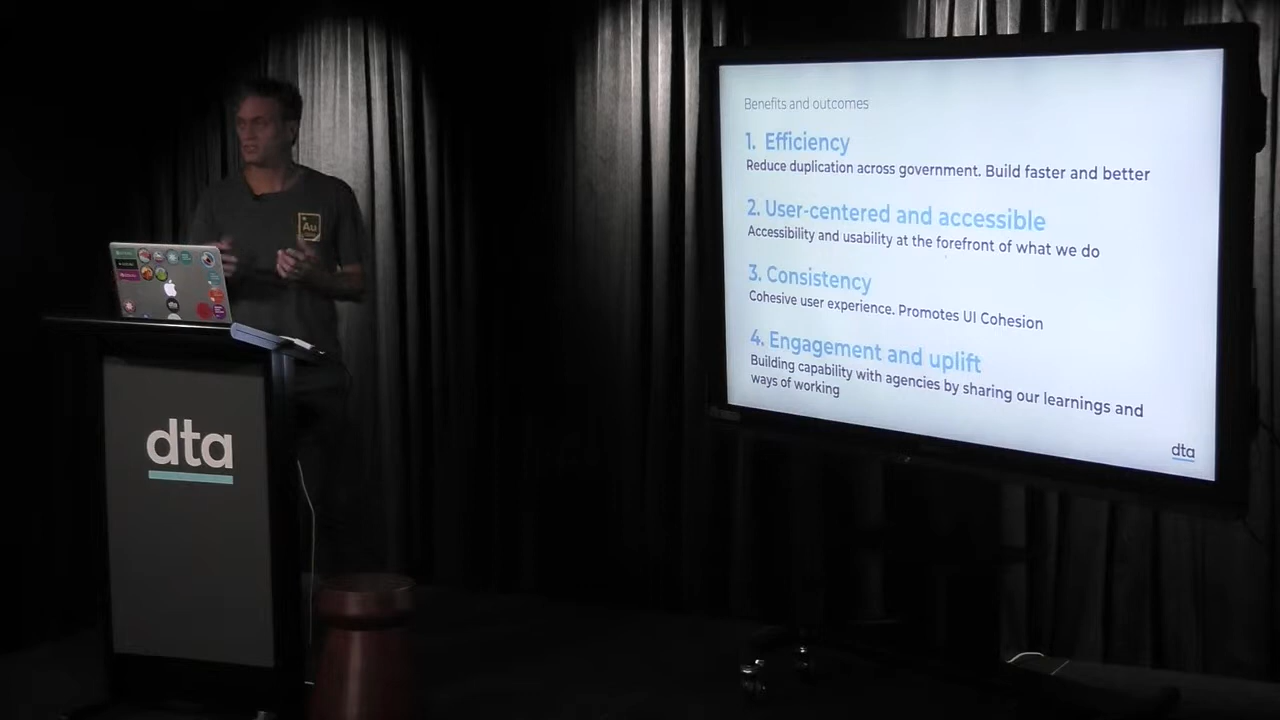 Benefits and outcomes
1. Efficiency
Reduce duplication across government. Build faster and better
2. User-centered and accessible
Accessibility and usability at the forefront of what we do
3. Consistency
Cohesive user experience. Promotes UI Cohesion
4. Engagement and uplift
Building capability with agencies by sharing our learnings and
ways of working
dta
Au
dta